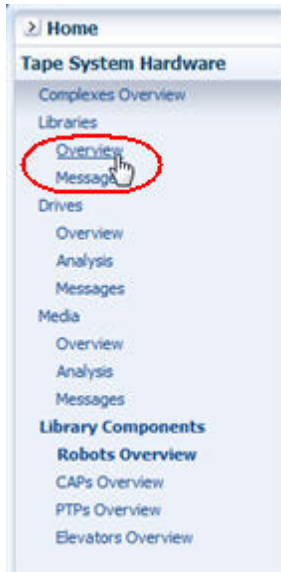 Home
Tape System Hardware
Complexes Overview
Libraries
Overview
Messages
Drives
Overview
Analysis
Messages
Media
Overview
Analysis
Messages
Library Components
Robots Overview
CAPs Overview
PTPs Overview
Elevators Overview